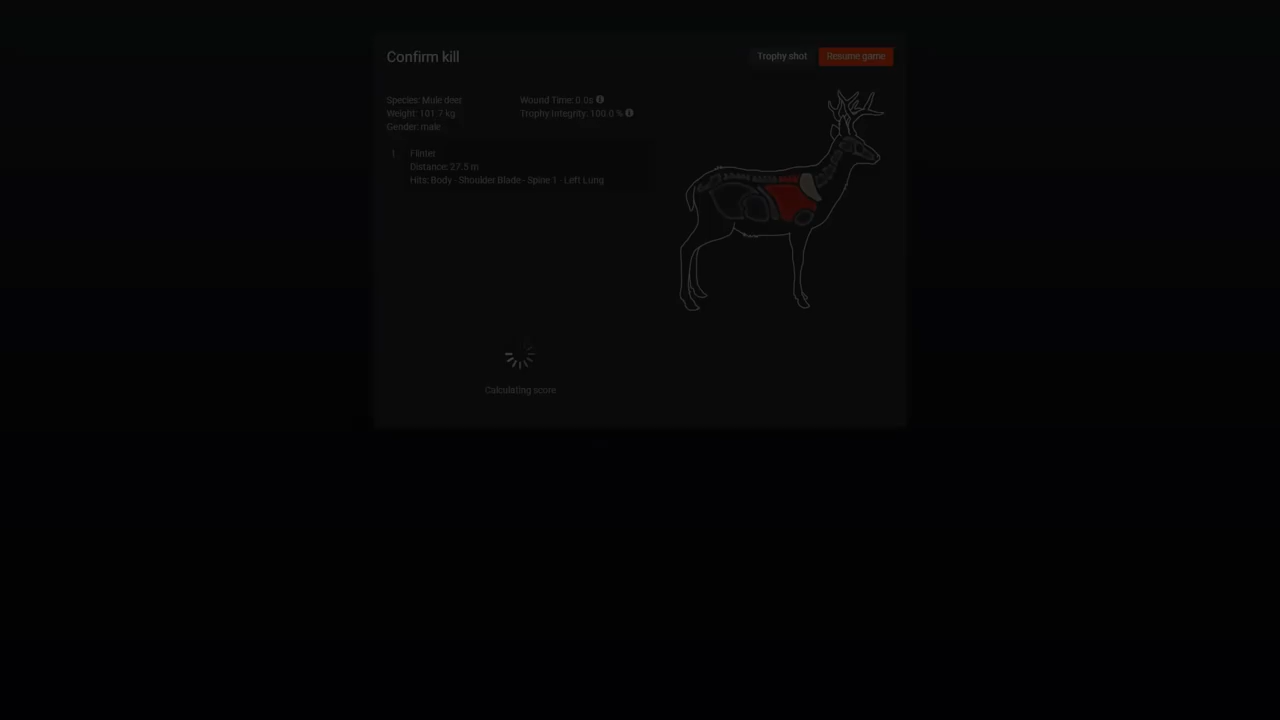 Confirm kill
Trophy shot
Resume game
Species: Mule deer
Weight: 101.7 kg
Gender: male
Wound Time: 0.0s
Trophy Integrity: 100.0 %
1
Flinter
Distance: 27.5 m
Hits: Body - Shoulder Blade - Spine 1 - Left Lung
Calculating score